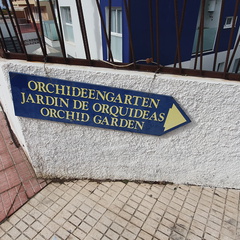 ORCHIDEENGARTEN
JARDIN DE ORQUIDEAS
ORCHID GARDEN